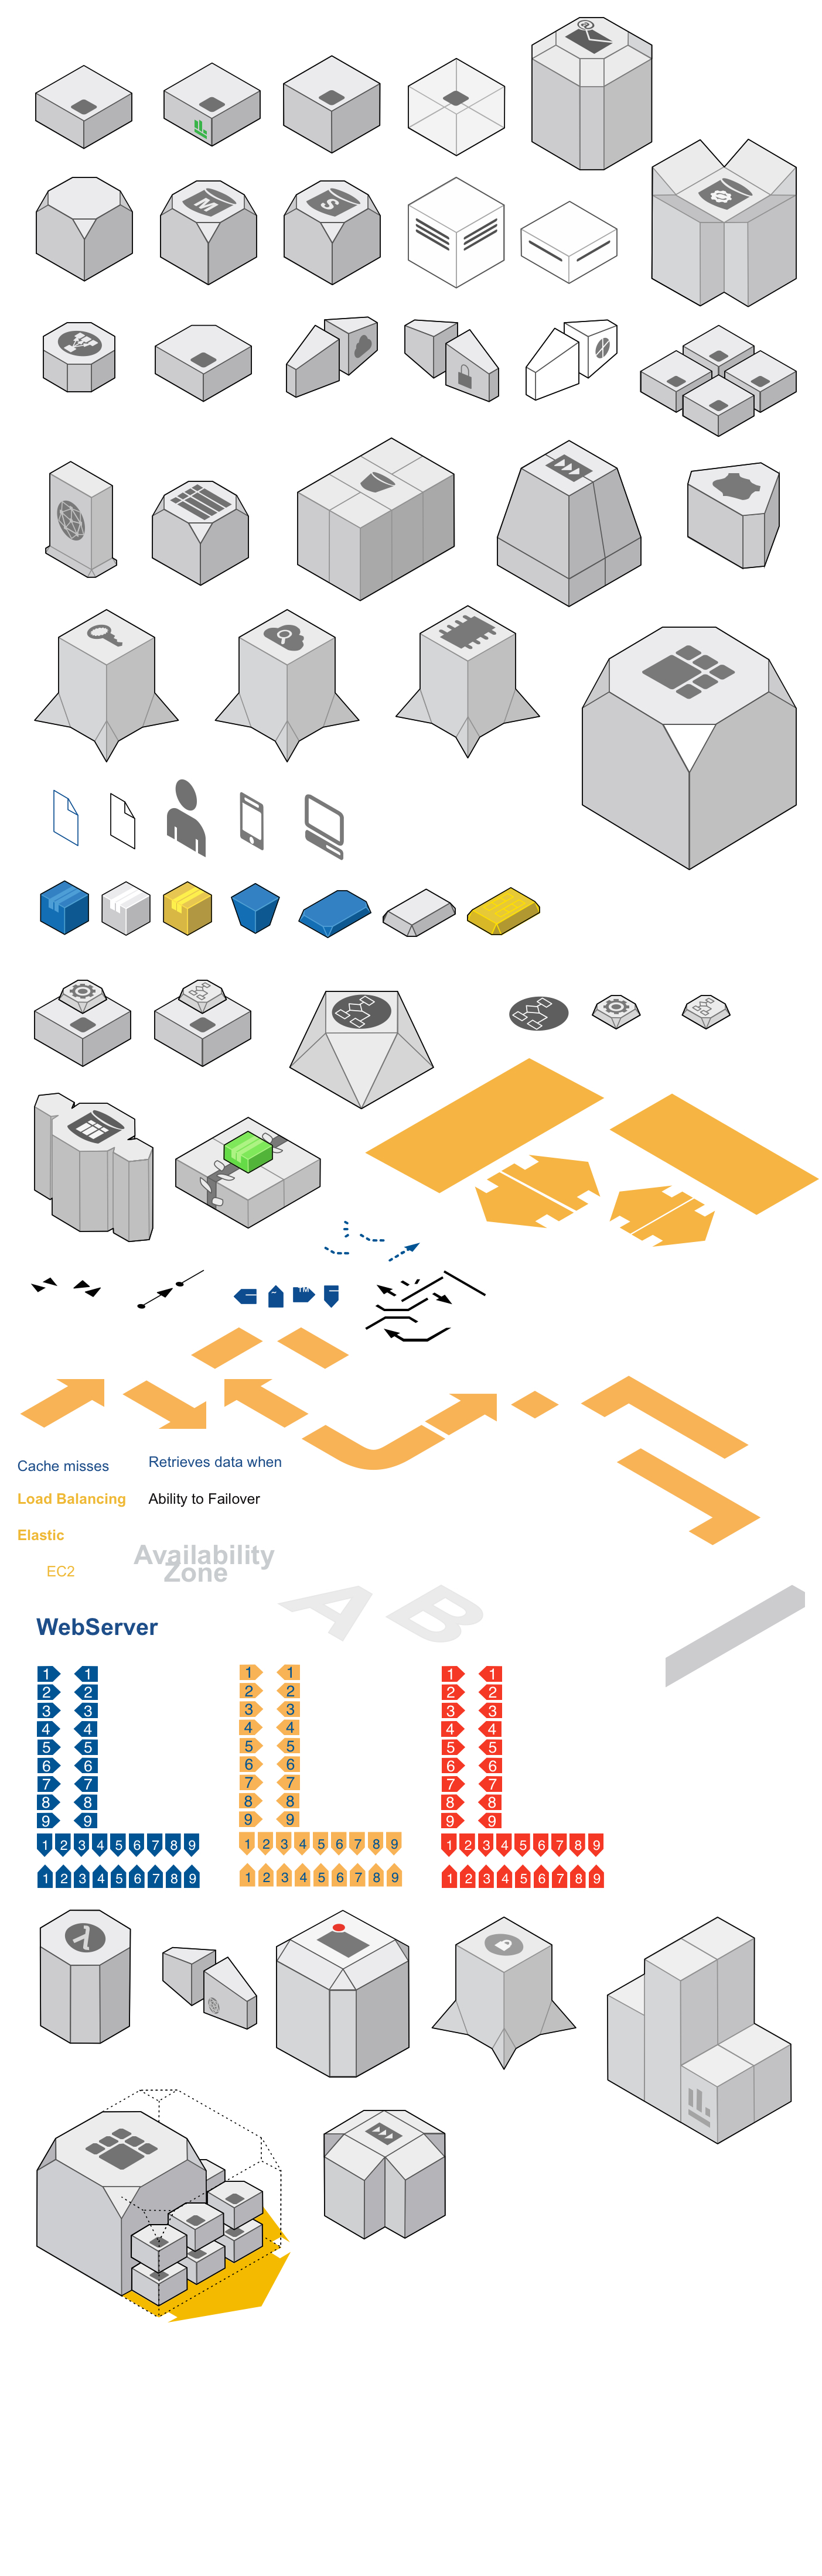 @
M
S
TM
Cache misses
Retrieves data when
Load Balancing
Ability to Failover
Elastic
Availability
Zone
EC2
A B
WebServer
1 1 1 1 1 1
2 2 2 2 2 2
3 3 3 3 3 3
4 4 4 4 4 4
5 5 5 5 5 5
6 6 6 6 6 6
7 7 7 7 7 7
8 8 8 8 8 8
9 9 9 9 9 9
1 2 3 4 5 6 7 8 9 1 2 3 4 5 6 7 8 9 1 2 3 4 5 6 7 8 9
1 2 3 4 5 6 7 8 9 1 2 3 4 5 6 7 8 9 1 2 3 4 5 6 7 8 9
λ